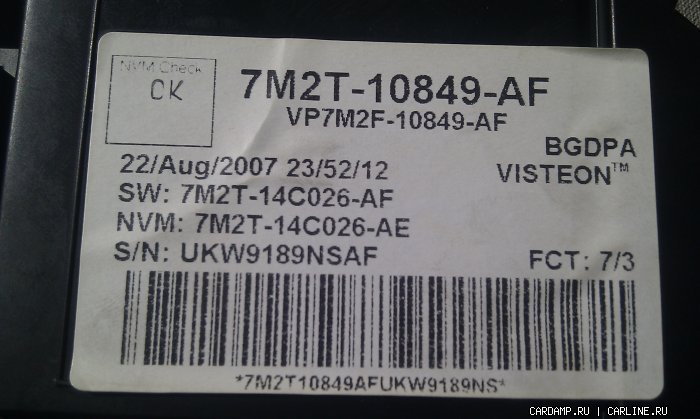 NVM Check
OK
7M2T-10849-AF
VP7M2F-10849-AF
BGDPA
22/Aug/2007 23/52/12
VISTEON™
SW: 7M2T-14C026-AF
NVM: 7M2T-14C026-AE
S/N: UKW9189NSAF
FCT: 7/3
*7M2T10849AFUKW9189NS*
CARDAMP.RU | CARLINE.RU